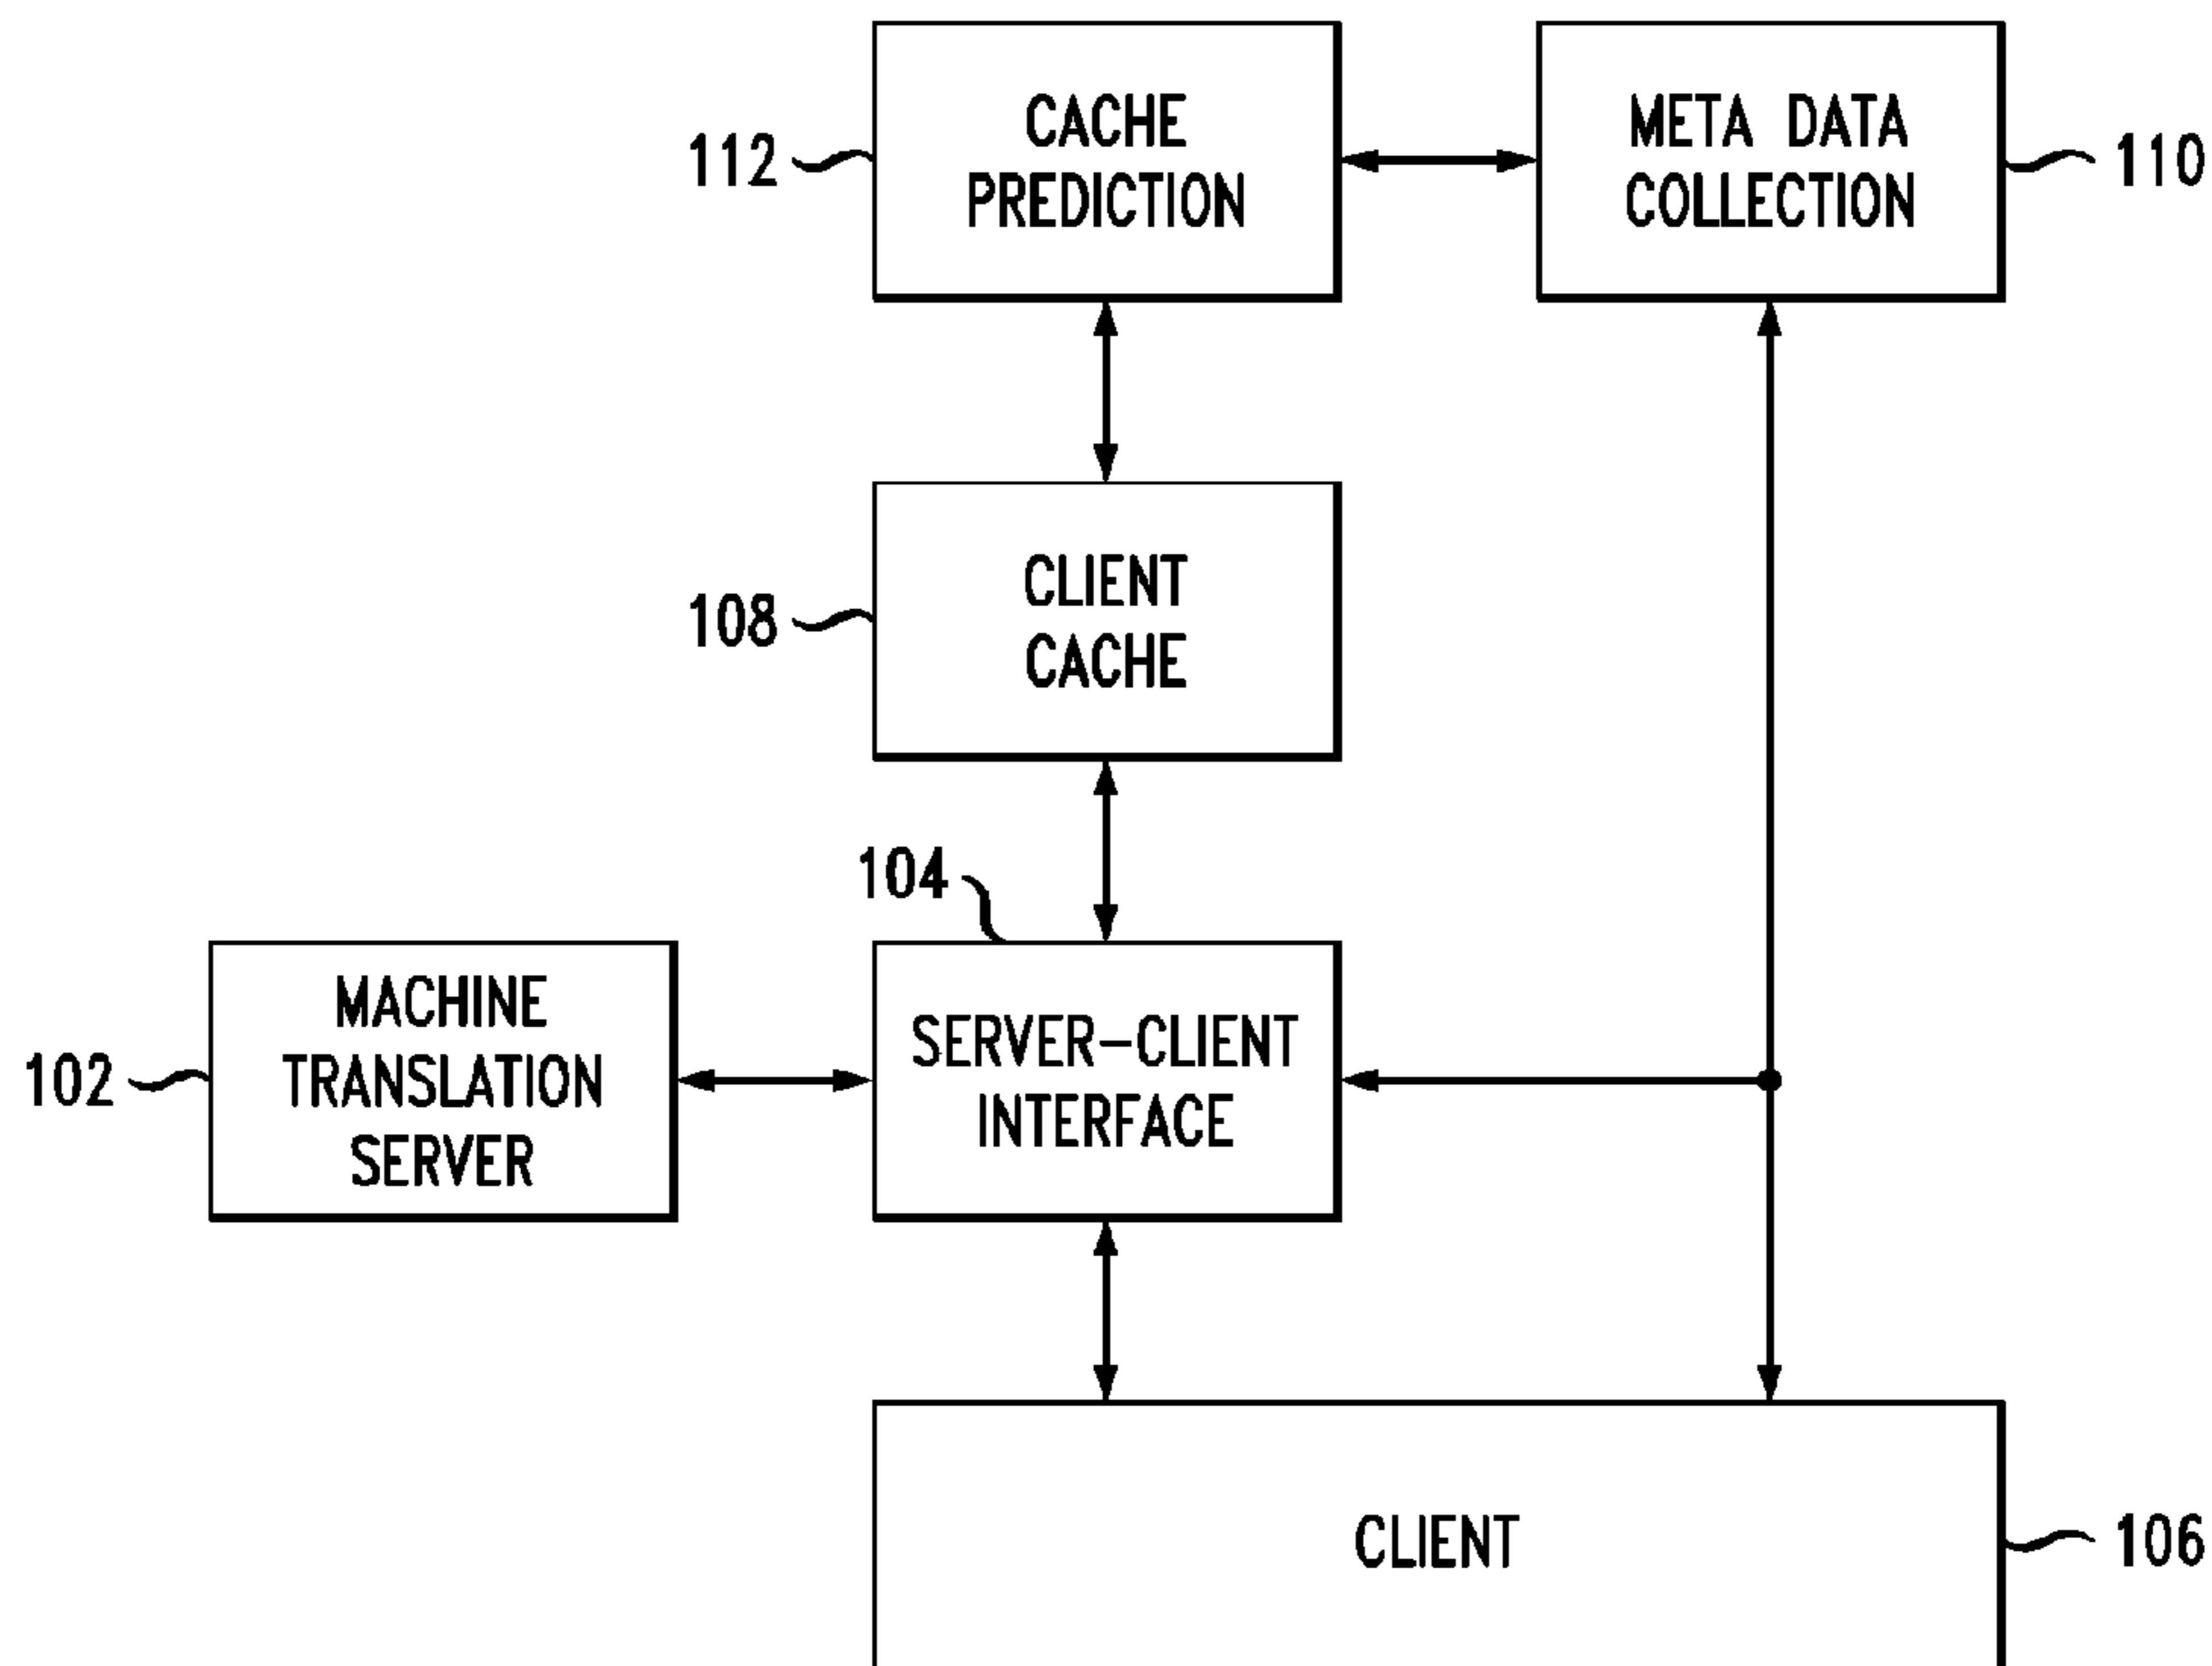 CACHE
PREDICTION
112
META DATA
COLLECTION
110
CLIENT
CACHE
108
104
MACHINE
TRANSLATION
SERVER
102
SERVER-CLIENT
INTERFACE
CLIENT
106